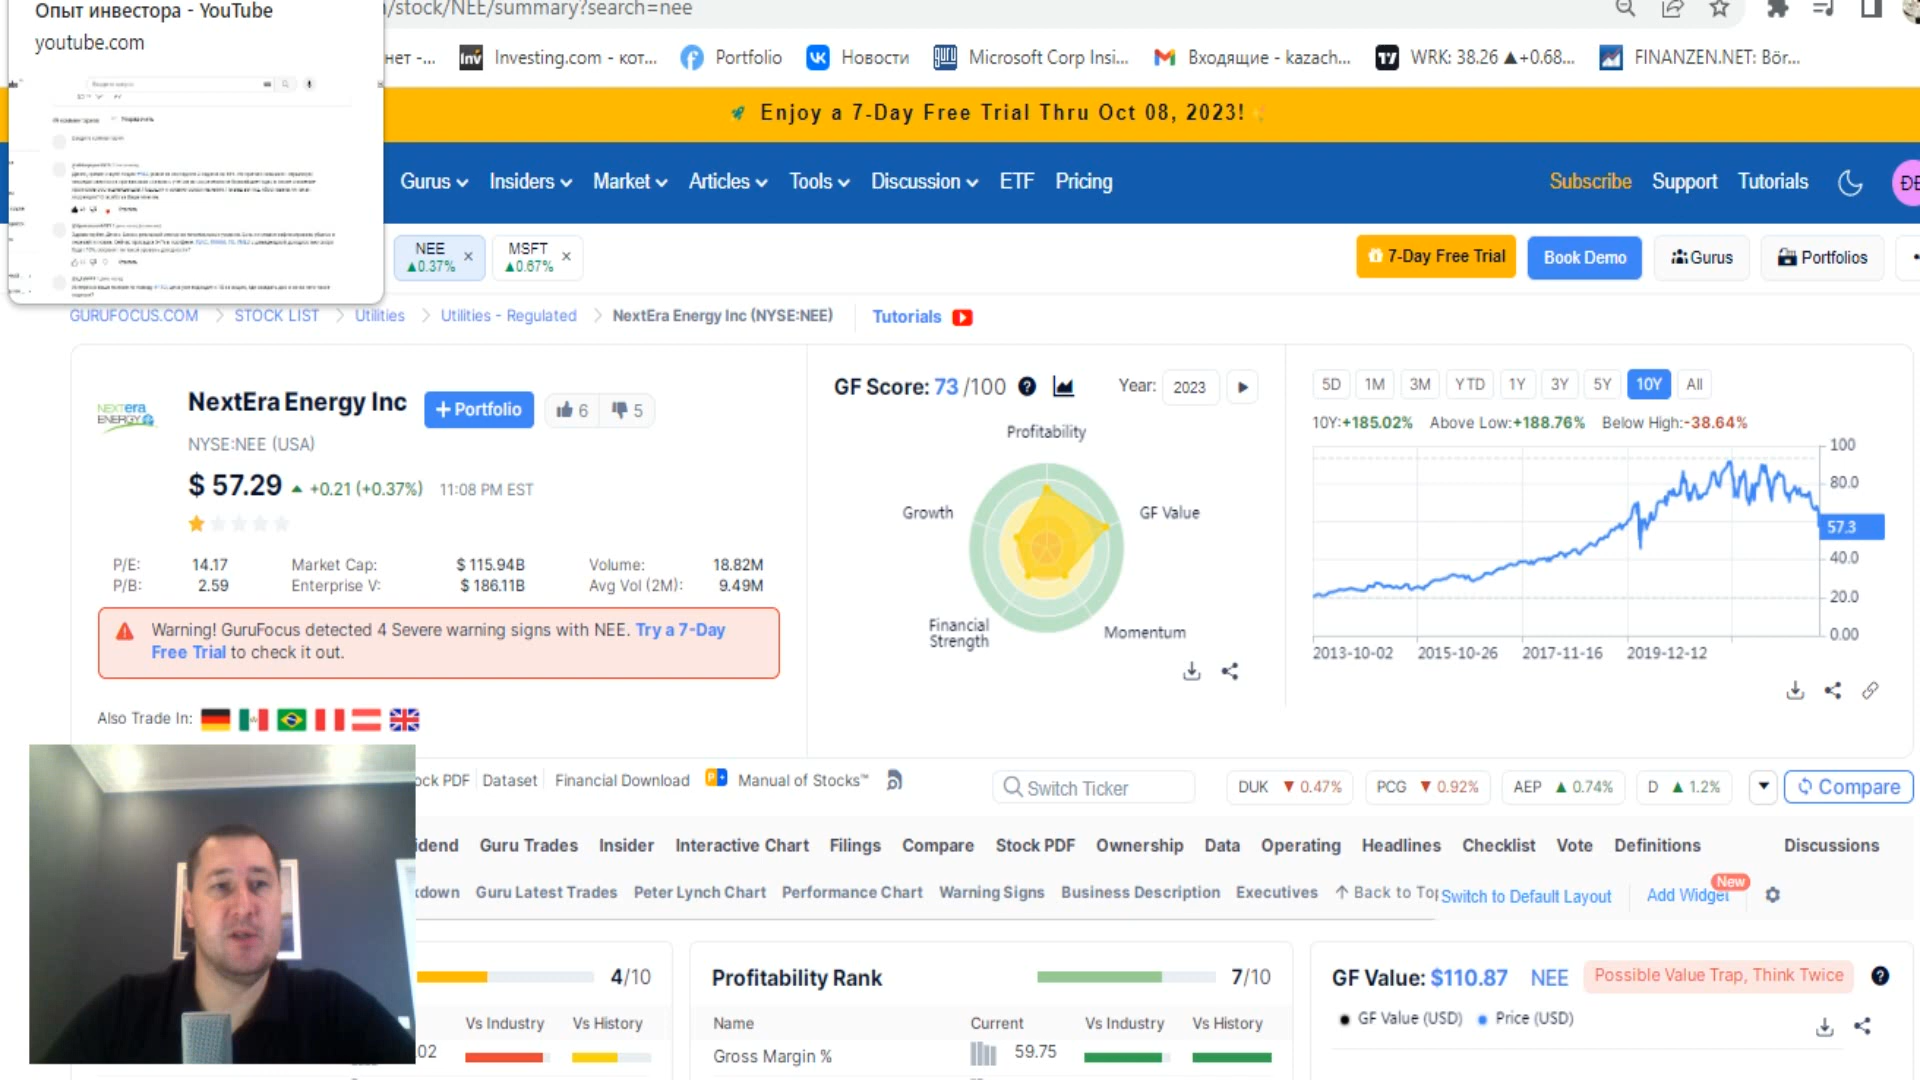 Опыт инвестора - YouTube
youtube.com
/stock/NEE/summary?search=nee
нет -...
Investing.com - кот...
Portfolio
Новости
Microsoft Corp Insi...
Входящие - kazach...
WRK: 38.26 ▲+0.68...
FINANZEN.NET: Bör...
Enjoy a 7-Day Free Trial Thru Oct 08, 2023!
Gurus
Insiders
Market
Articles
Tools
Discussion
ETF
Pricing
Subscribe
Support
Tutorials
NEE
▲0.37%
MSFT
▲0.67%
7-Day Free Trial
Book Demo
Gurus
Portfolios
GURUFOCUS.COM
STOCK LIST
Utilities
Utilities - Regulated
NextEra Energy Inc (NYSE:NEE)
Tutorials
NEXTera
ENERGY
NextEra Energy Inc
+ Portfolio
6
5
NYSE:NEE (USA)
$ 57.29
+0.21 (+0.37%)
11:08 PM EST
P/E: 14.17 Market Cap: $ 115.94B Volume: 18.82M
P/B: 2.59 Enterprise V: $ 186.11B Avg Vol (2M): 9.49M
Warning! GuruFocus detected 4 Severe warning signs with NEE. Try a 7-Day
Free Trial to check it out.
Also Trade In:
GF Score: 73 /100
Year: 2023
Profitability
Growth
GF Value
Financial
Strength
Momentum
5D 1M 3M YTD 1Y 3Y 5Y 10Y All
10Y:+185.02% Above Low:+188.76% Below High:-38.64%
100
80.0
57.3
40.0
20.0
0.00
2013-10-02 2015-10-26 2017-11-16 2019-12-12
ock PDF
Dataset
Financial Download
Manual of Stocks™
Switch Ticker
DUK ▼ 0.47%
PCG ▼ 0.92%
AEP ▲ 0.74%
D ▲ 1.2%
Compare
idend Guru Trades Insider Interactive Chart Filings Compare Stock PDF Ownership Data Operating Headlines Checklist Vote Definitions Discussions
kdown Guru Latest Trades Peter Lynch Chart Performance Chart Warning Signs Business Description Executives Back to Top
Switch to Default Layout
Add Widget
New
4/10
Vs Industry Vs History
02
Profitability Rank 7/10
Name Current Vs Industry Vs History
Gross Margin % 59.75
GF Value: $110.87 NEE Possible Value Trap, Think Twice
GF Value (USD) Price (USD)